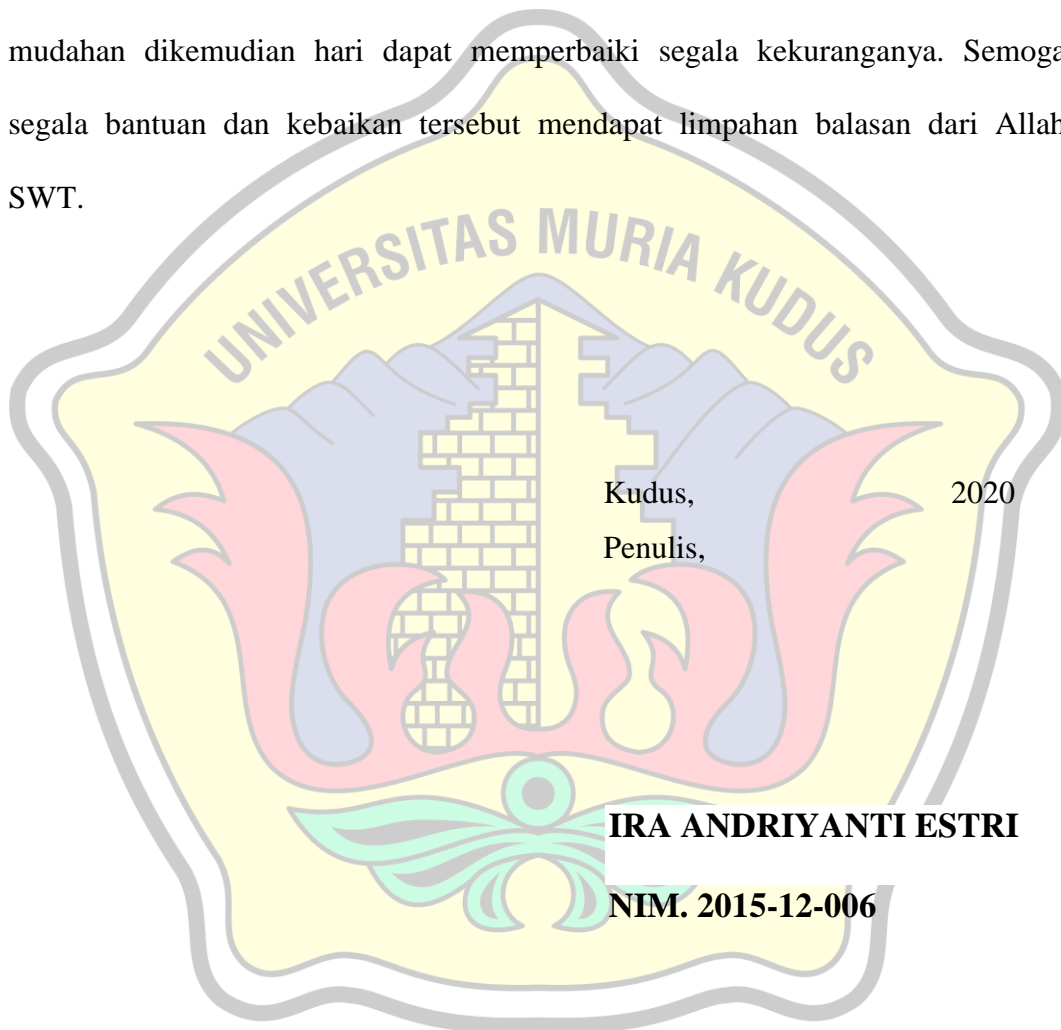 mudahan dikemudian hari dapat memperbaiki segala kekuranganya. Semoga
segala bantuan dan kebaikan tersebut mendapat limpahan balasan dari Allah
SWT.
UNIVERSITAS MURIA KUDUS
Kudus, 2020
Penulis,
IRA ANDRIYANTI ESTRI
NIM. 2015-12-006